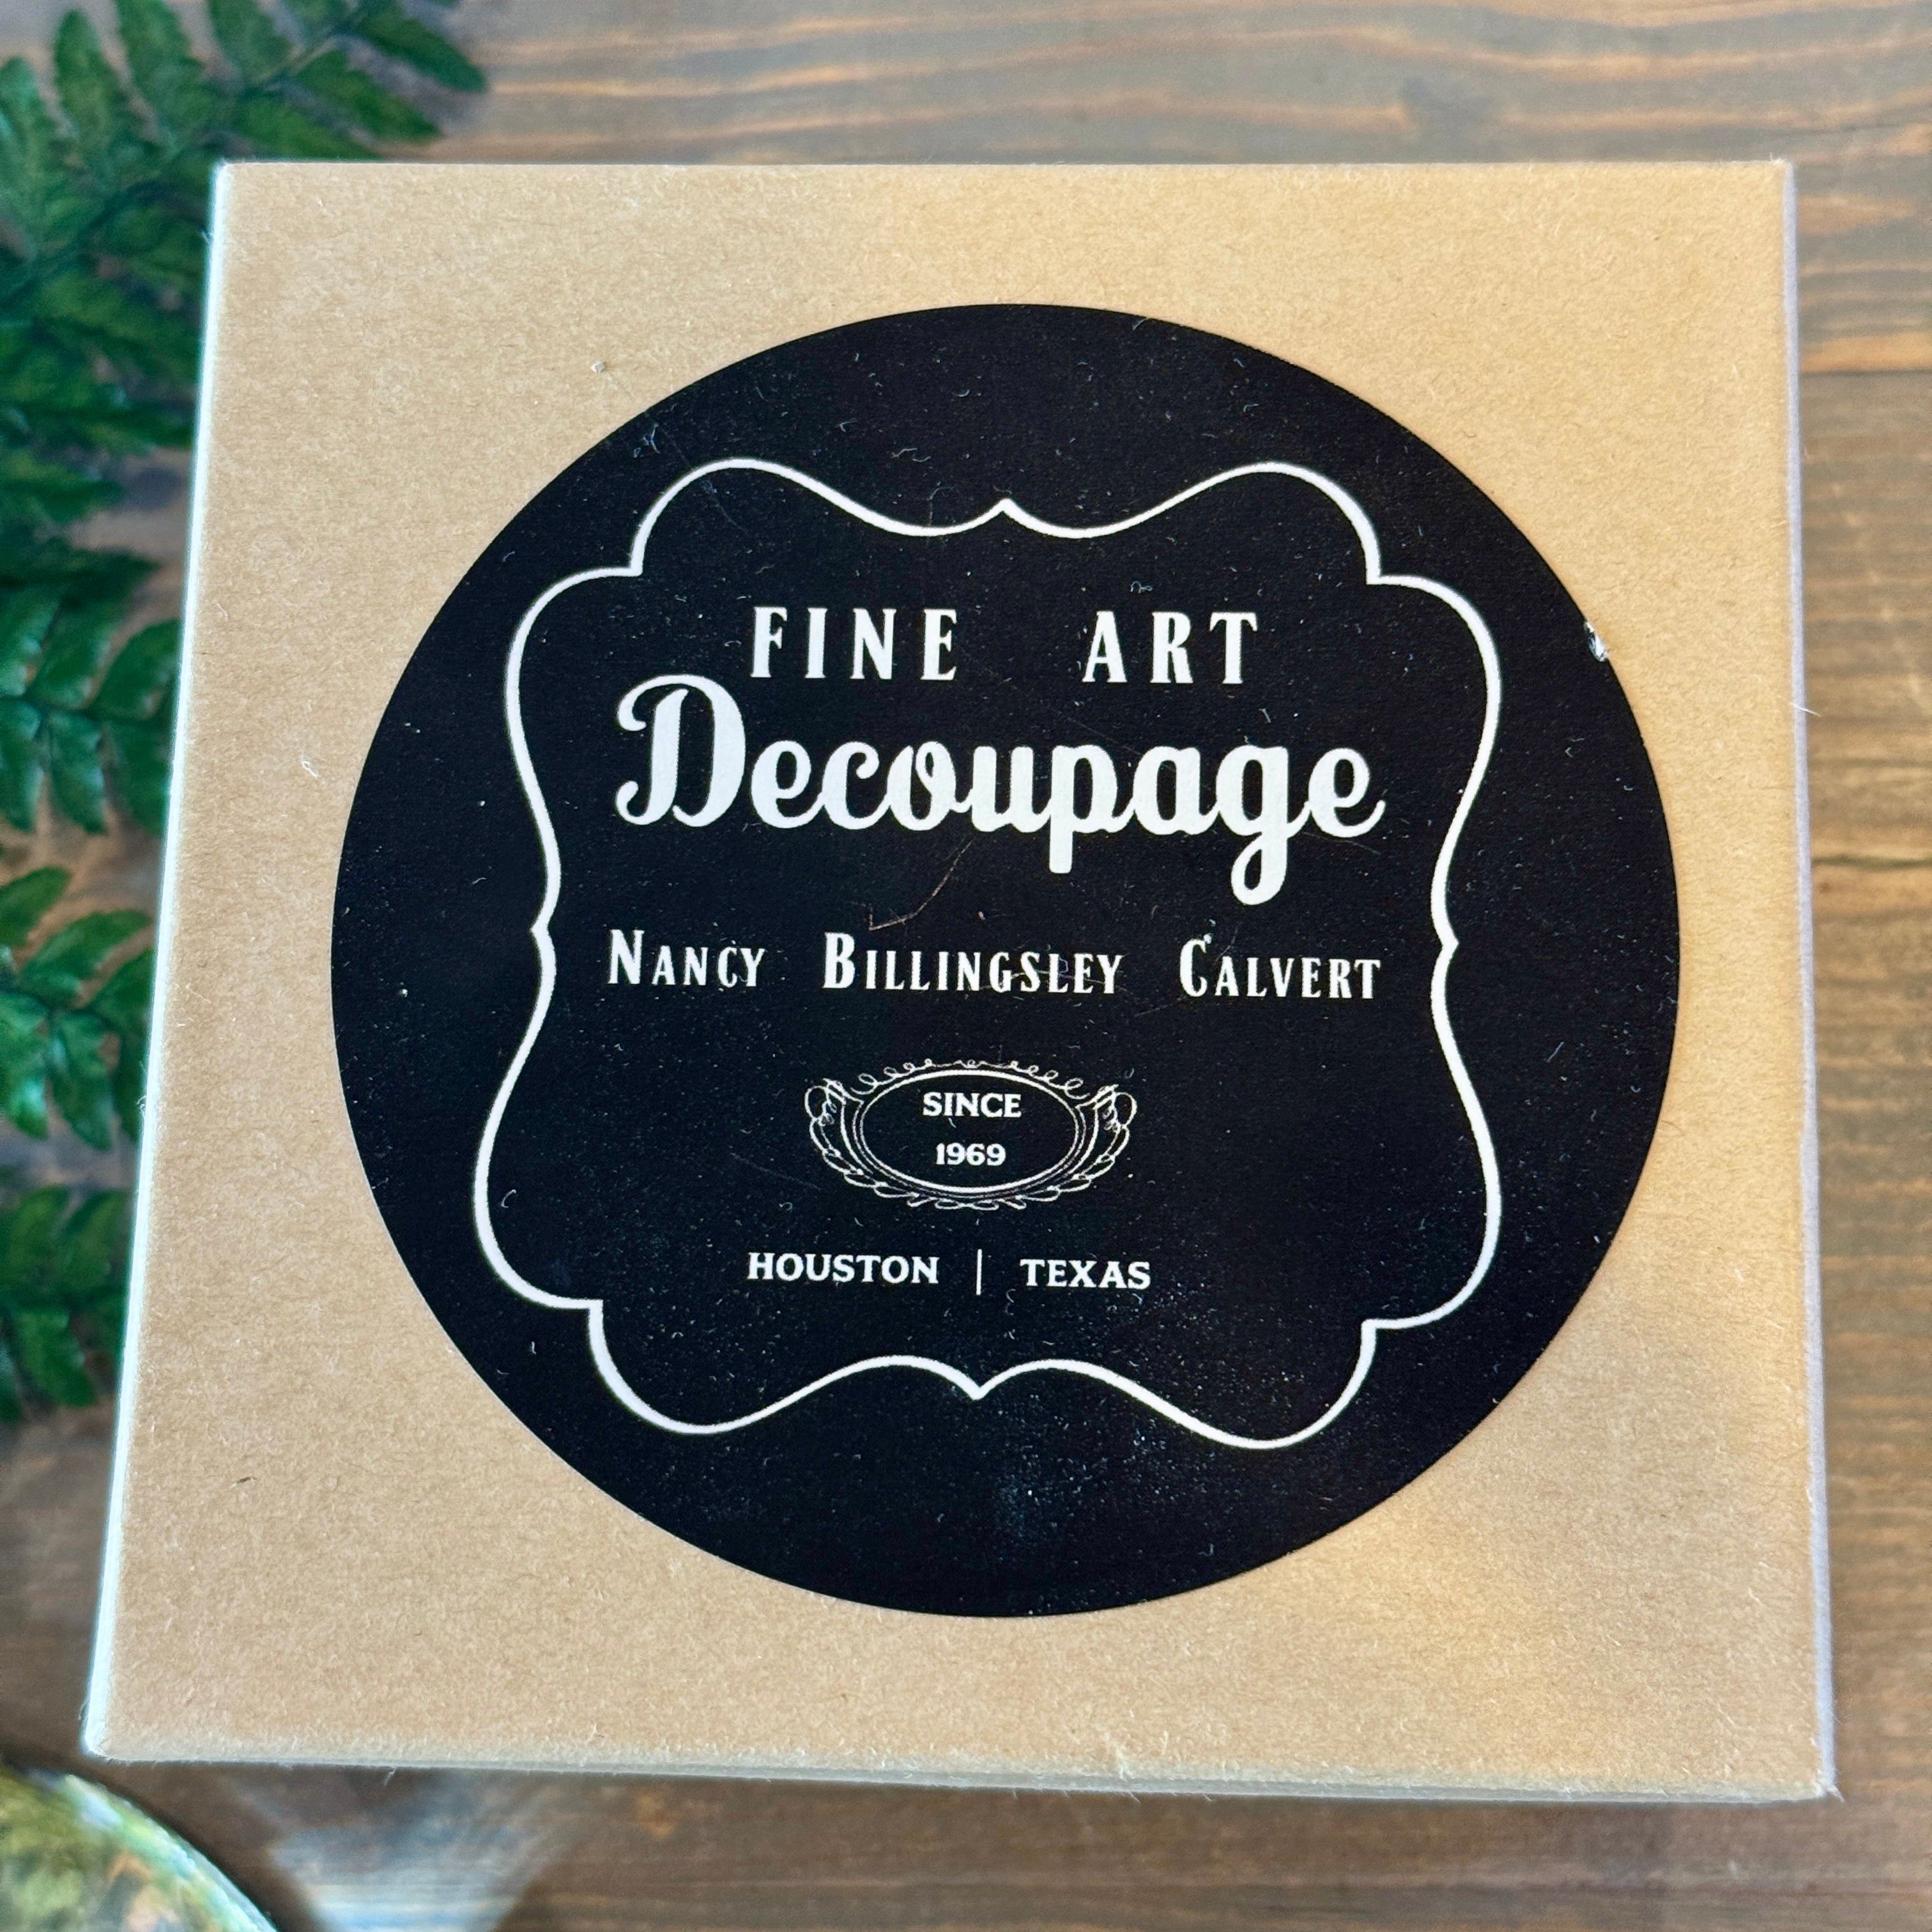 FINE ART
Decoupage
NANCY BILLINGSLEY CALVERT
SINCE
1969
HOUSTON | TEXAS